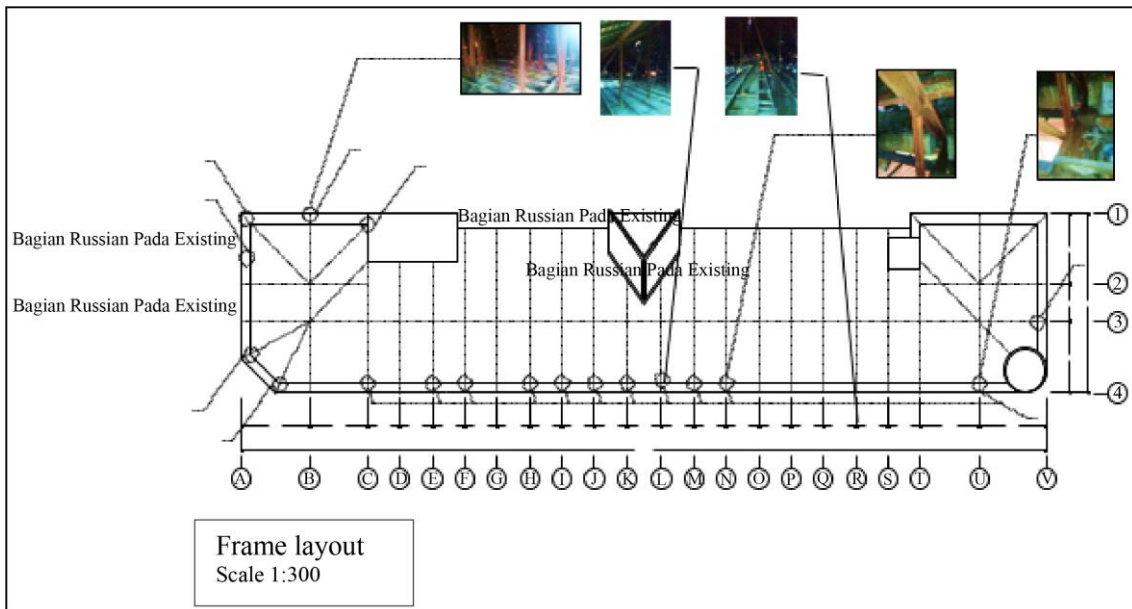 Bagian Russian Pada Existing
Bagian Russian Pada Existing
Bagian Russian Pada Existing
Bagian Russian Pada Existing
1
2
3
4
A B C D E F G H I J K L M N O P Q R S T U V
Frame layout
Scale 1:300